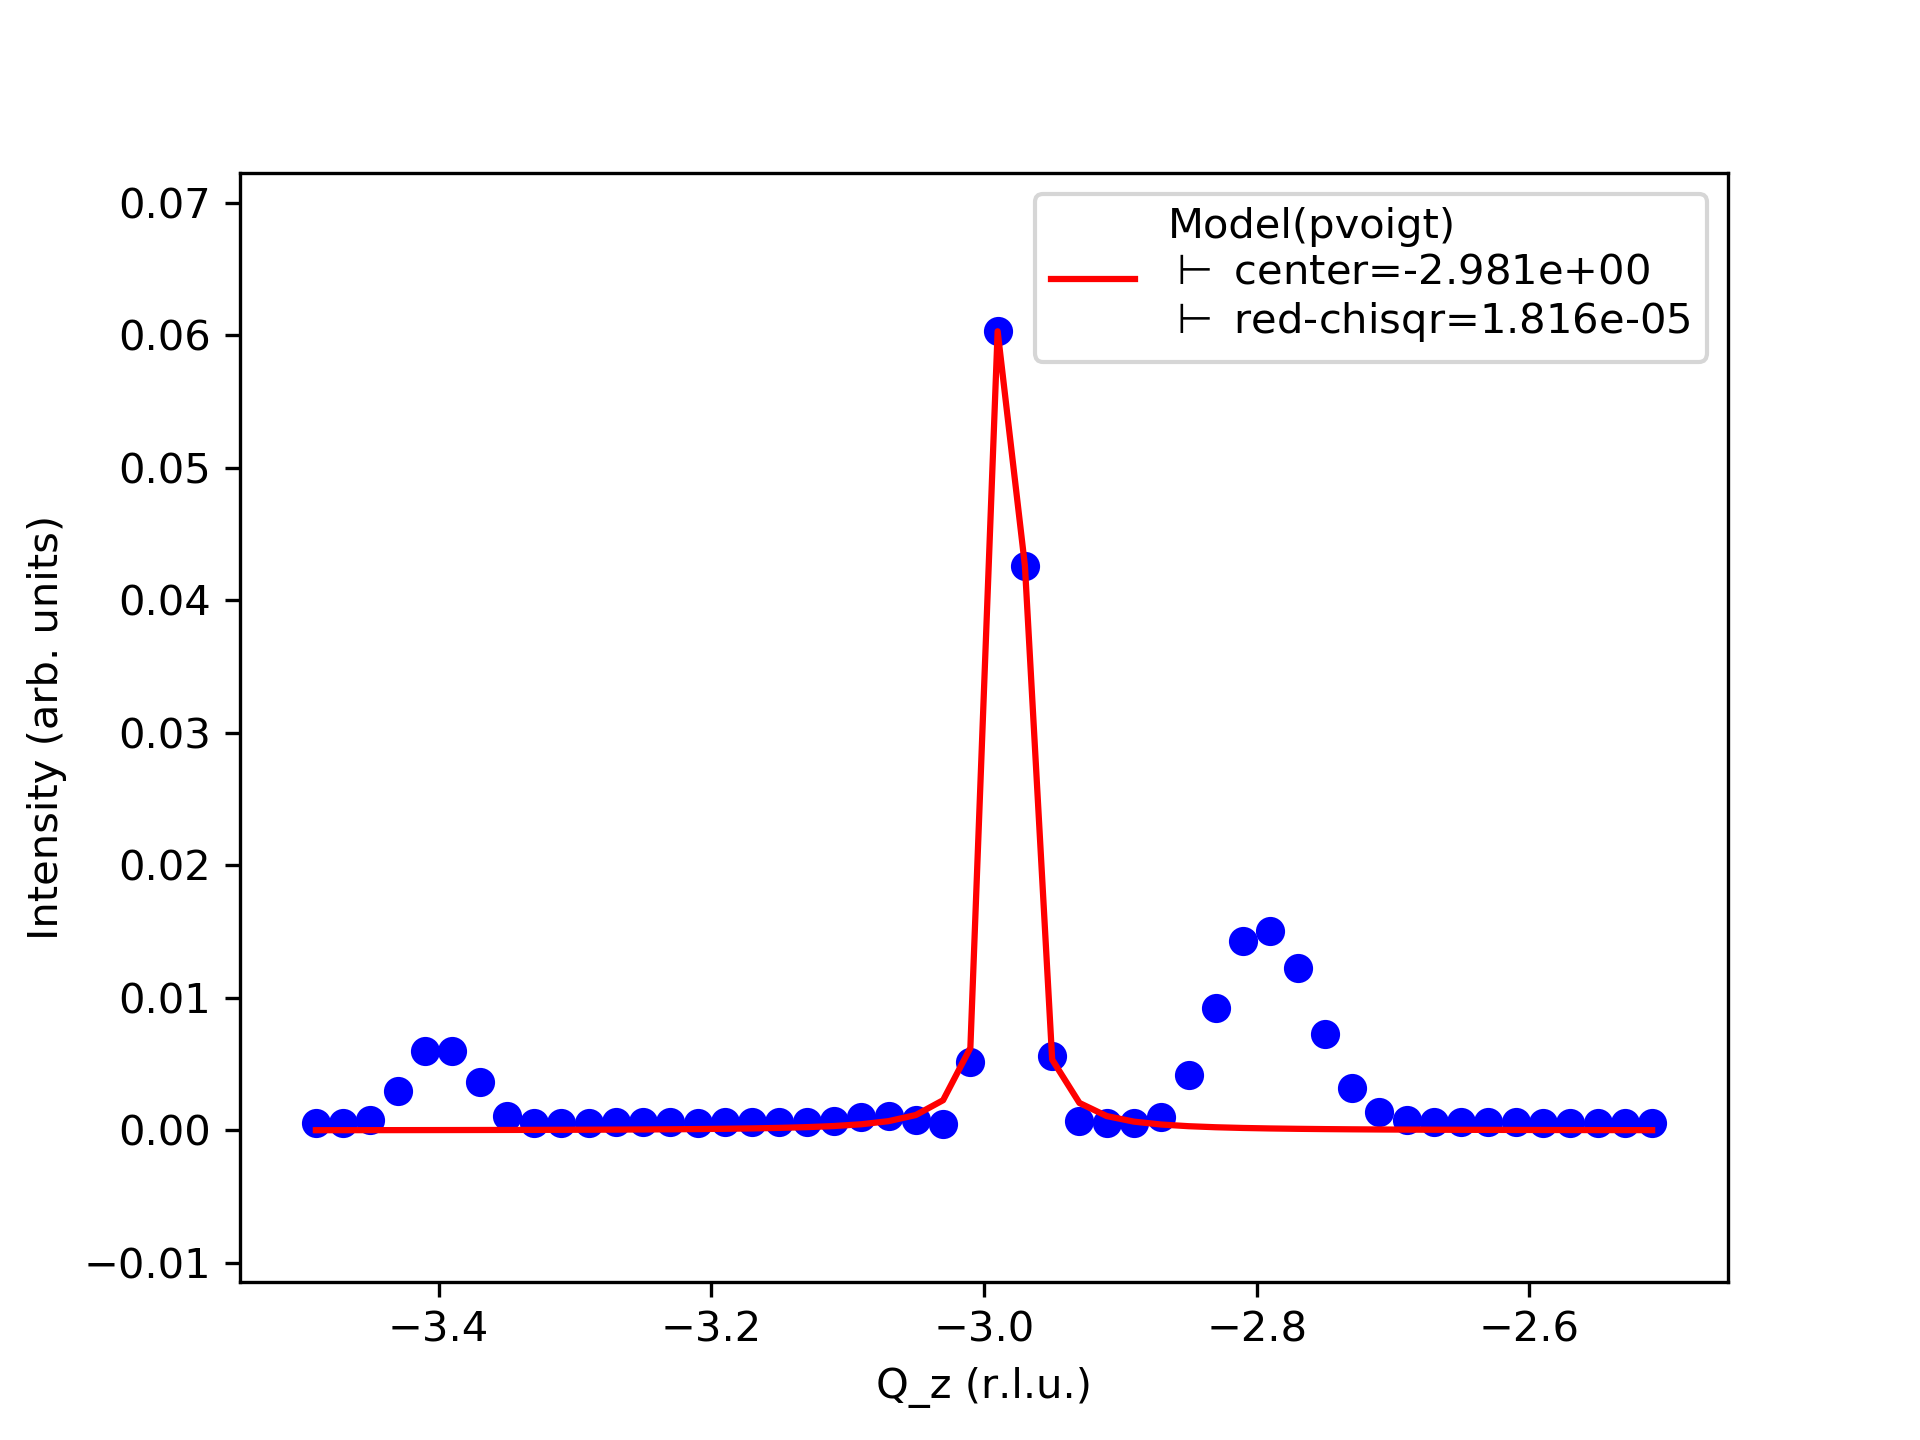 Model(pvoigt)
⊢ center=-2.981e+00
⊢ red-chisqr=1.816e-05
0.07
0.06
0.05
0.04
0.03
0.02
0.01
0.00
−0.01
Intensity (arb. units)
−3.4 −3.2 −3.0 −2.8 −2.6
Q_z (r.l.u.)